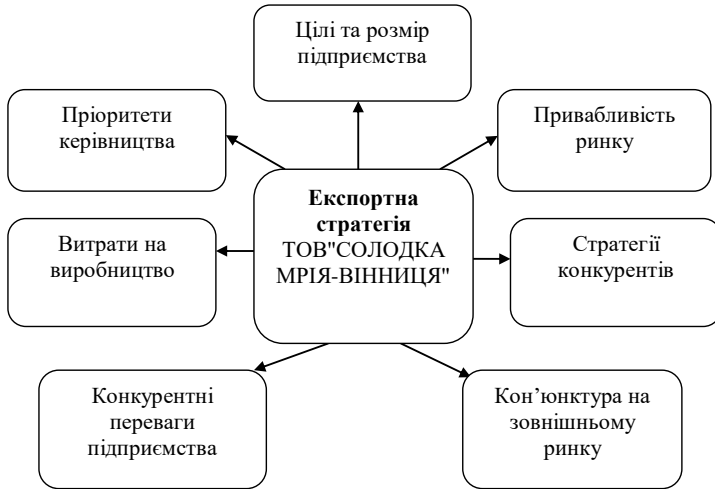 Цілі та розмір
підприємства
Пріоритети
керівництва
Привабливість
ринку
Експортна
стратегія
ТОВ"СОЛОДКА
МРІЯ-ВІННИЦЯ"
Витрати на
виробництво
Стратегії
конкурентів
Конкурентні
переваги
підприємства
Кон’юнктура на
зовнішньому
ринку